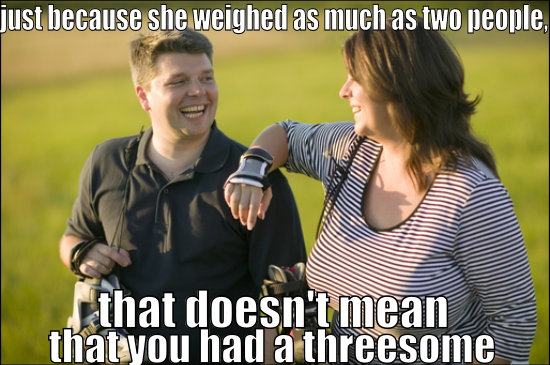 just because she weighed as much as two people,
that doesn't mean
that you had a threesome